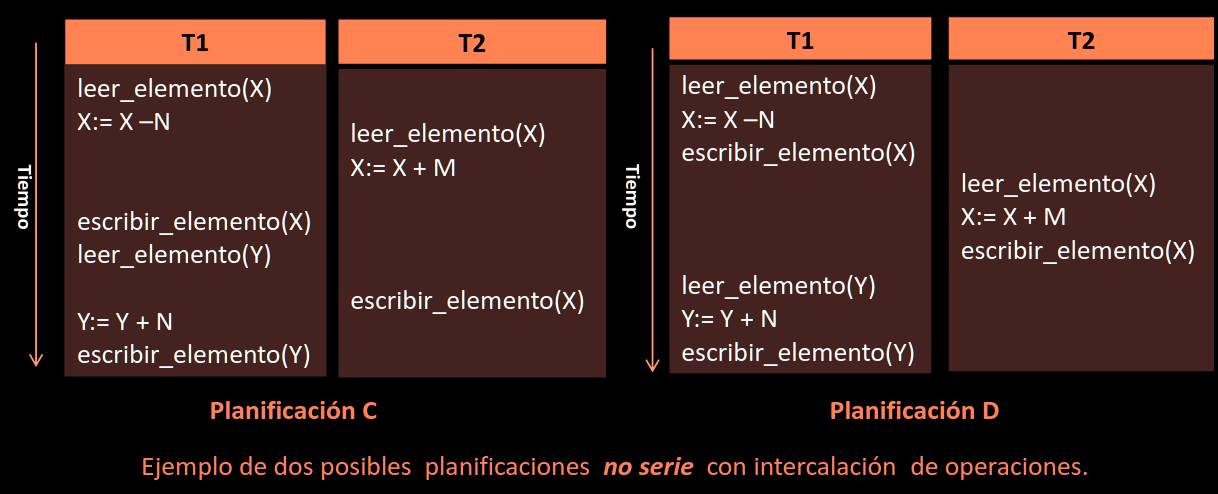 T1
leer_elemento(X)
X:= X –N
escribir_elemento(X)
leer_elemento(Y)
Y:= Y + N
escribir_elemento(Y)
T2
leer_elemento(X)
X:= X + M
escribir_elemento(X)
Tiempo
Planificación C
T1
leer_elemento(X)
X:= X –N
escribir_elemento(X)
leer_elemento(Y)
Y:= Y + N
escribir_elemento(Y)
T2
leer_elemento(X)
X:= X + M
escribir_elemento(X)
Tiempo
Planificación D
Ejemplo de dos posibles planificaciones no serie con intercalación de operaciones.